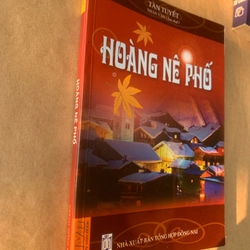 TẦN TUYẾT
HOÀNG NÊ PHỐ
NHÀ XUẤT BẢN TỔNG HỢP ĐỒNG NAI
HOÀNG NÊ PHỐ